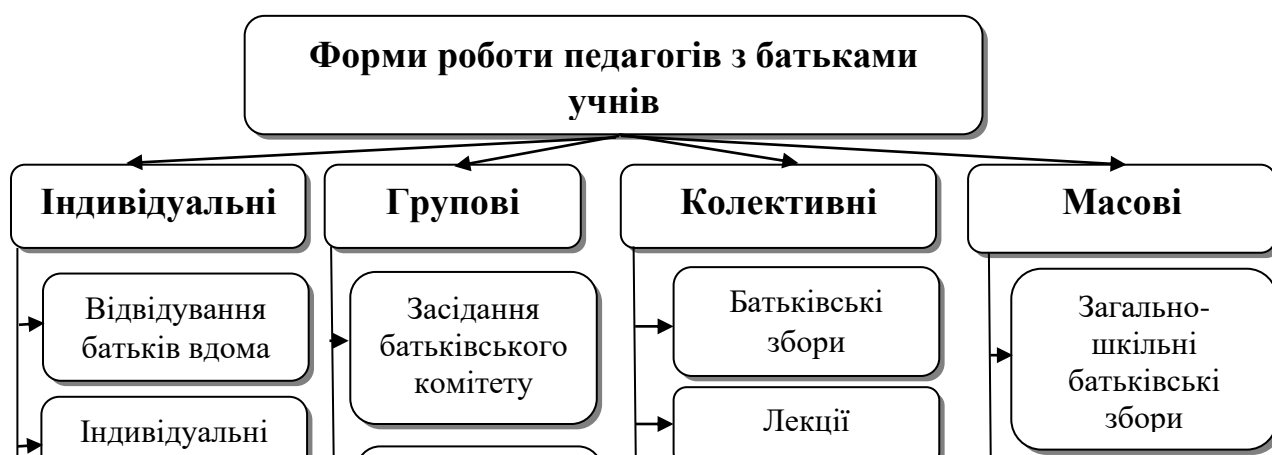 Форми роботи педагогів з батьками
учнів
Індивідуальні
Групові
Колективні
Масові
Відвідування
батьків вдома
Індивідуальні
Засідання
батьківського
комітету
Батьківські
збори
Лекції
Загально-
шкільні
батьківські
збори